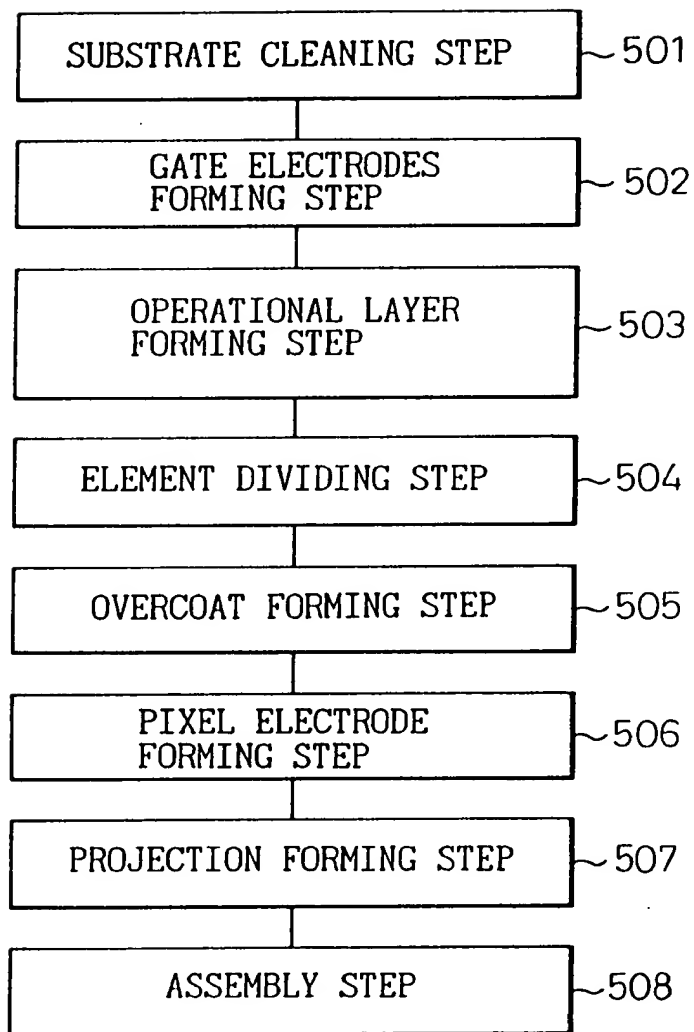 SUBSTRATE CLEANING STEP 501
GATE ELECTRODES
FORMING STEP 502
OPERATIONAL LAYER
FORMING STEP 503
ELEMENT DIVIDING STEP 504
OVERCOAT FORMING STEP 505
PIXEL ELECTRODE
FORMING STEP 506
PROJECTION FORMING STEP 507
ASSEMBLY STEP 508